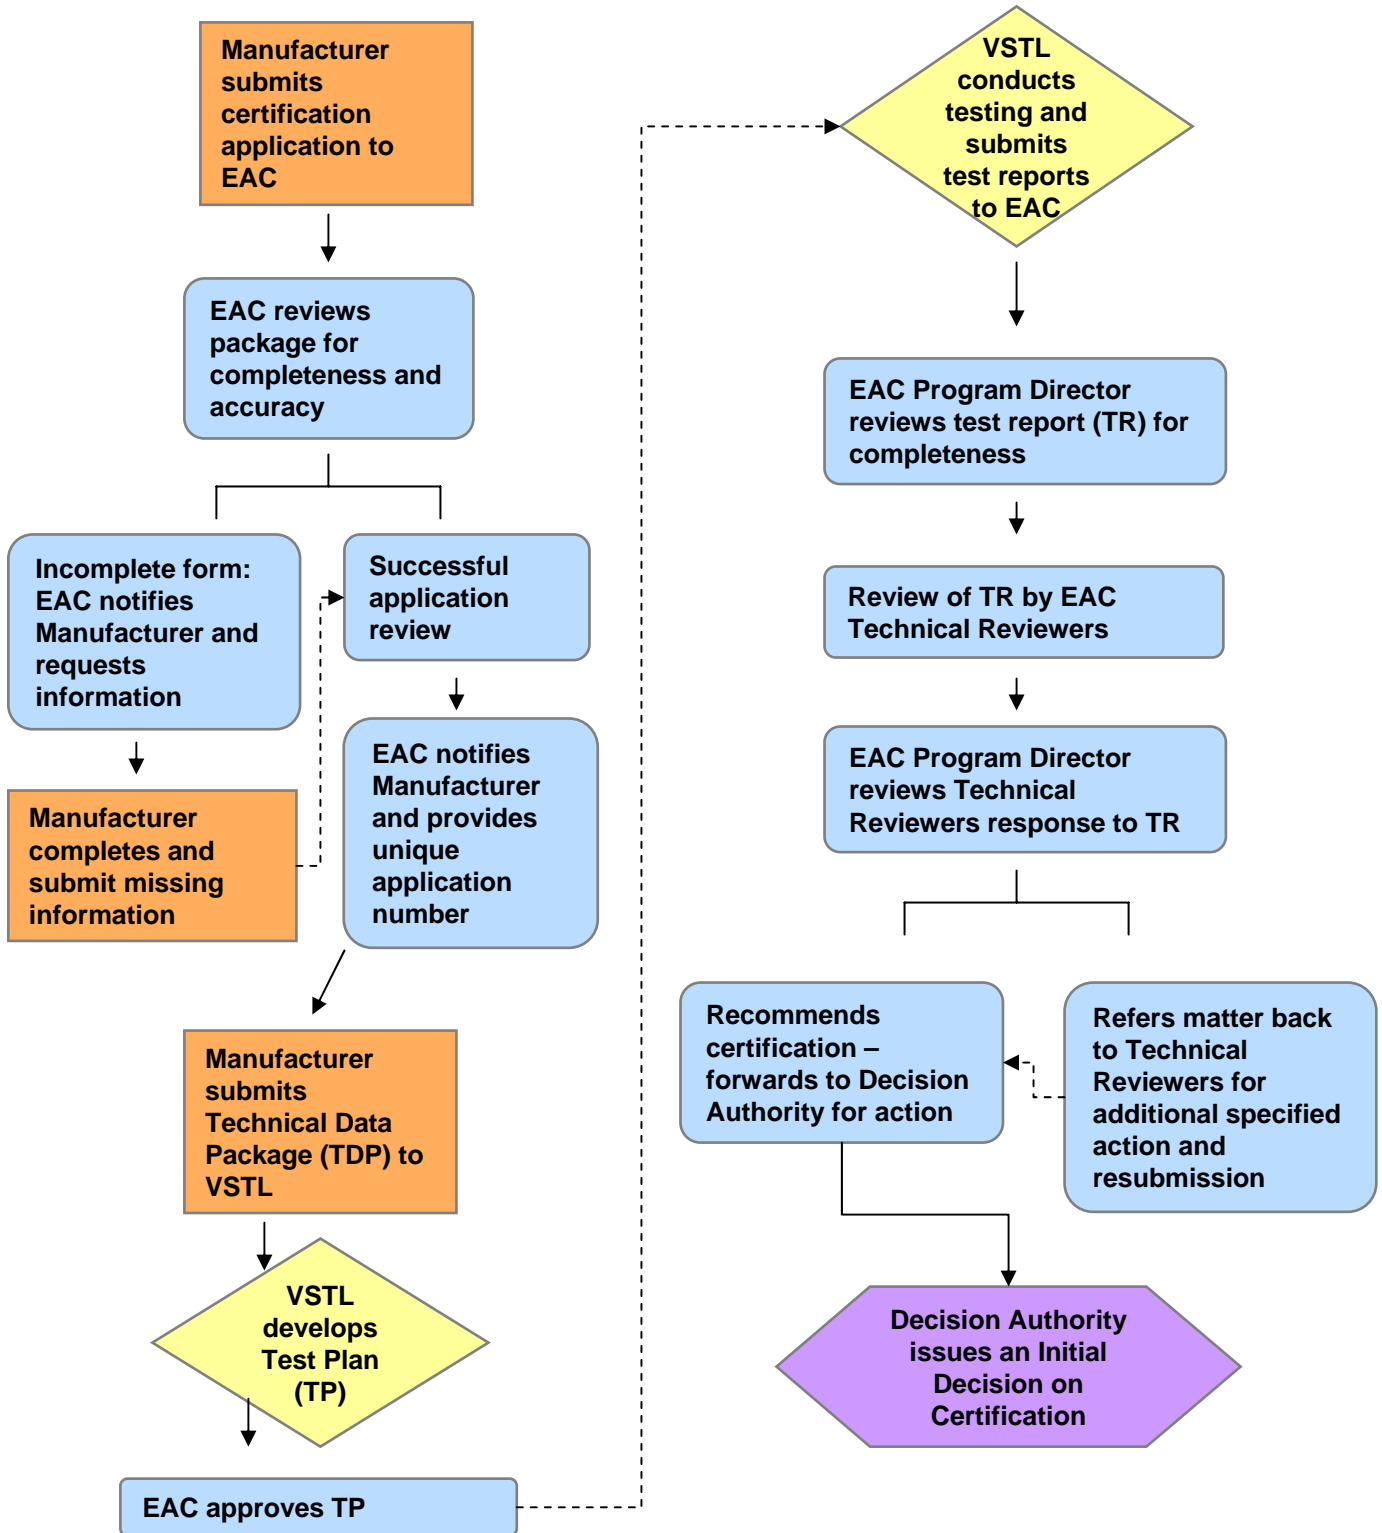 Manufacturer
submits
certification
application to
EAC
EAC reviews
package for
completeness and
accuracy
Incomplete form:
EAC notifies
Manufacturer and
requests
information
Successful
application
review
Manufacturer
completes and
submit missing
information
EAC notifies
Manufacturer
and provides
unique
application
number
Manufacturer
submits
Technical Data
Package (TDP) to
VSTL
VSTL
develops
Test Plan
(TP)
EAC approves TP
VSTL
conducts
testing and
submits
test reports
to EAC
EAC Program Director
reviews test report (TR) for
completeness
Review of TR by EAC
Technical Reviewers
EAC Program Director
reviews Technical
Reviewers response to TR
Recommends
certification –
forwards to Decision
Authority for action
Refers matter back
to Technical
Reviewers for
additional specified
action and
resubmission
Decision Authority
issues an Initial
Decision on
Certification